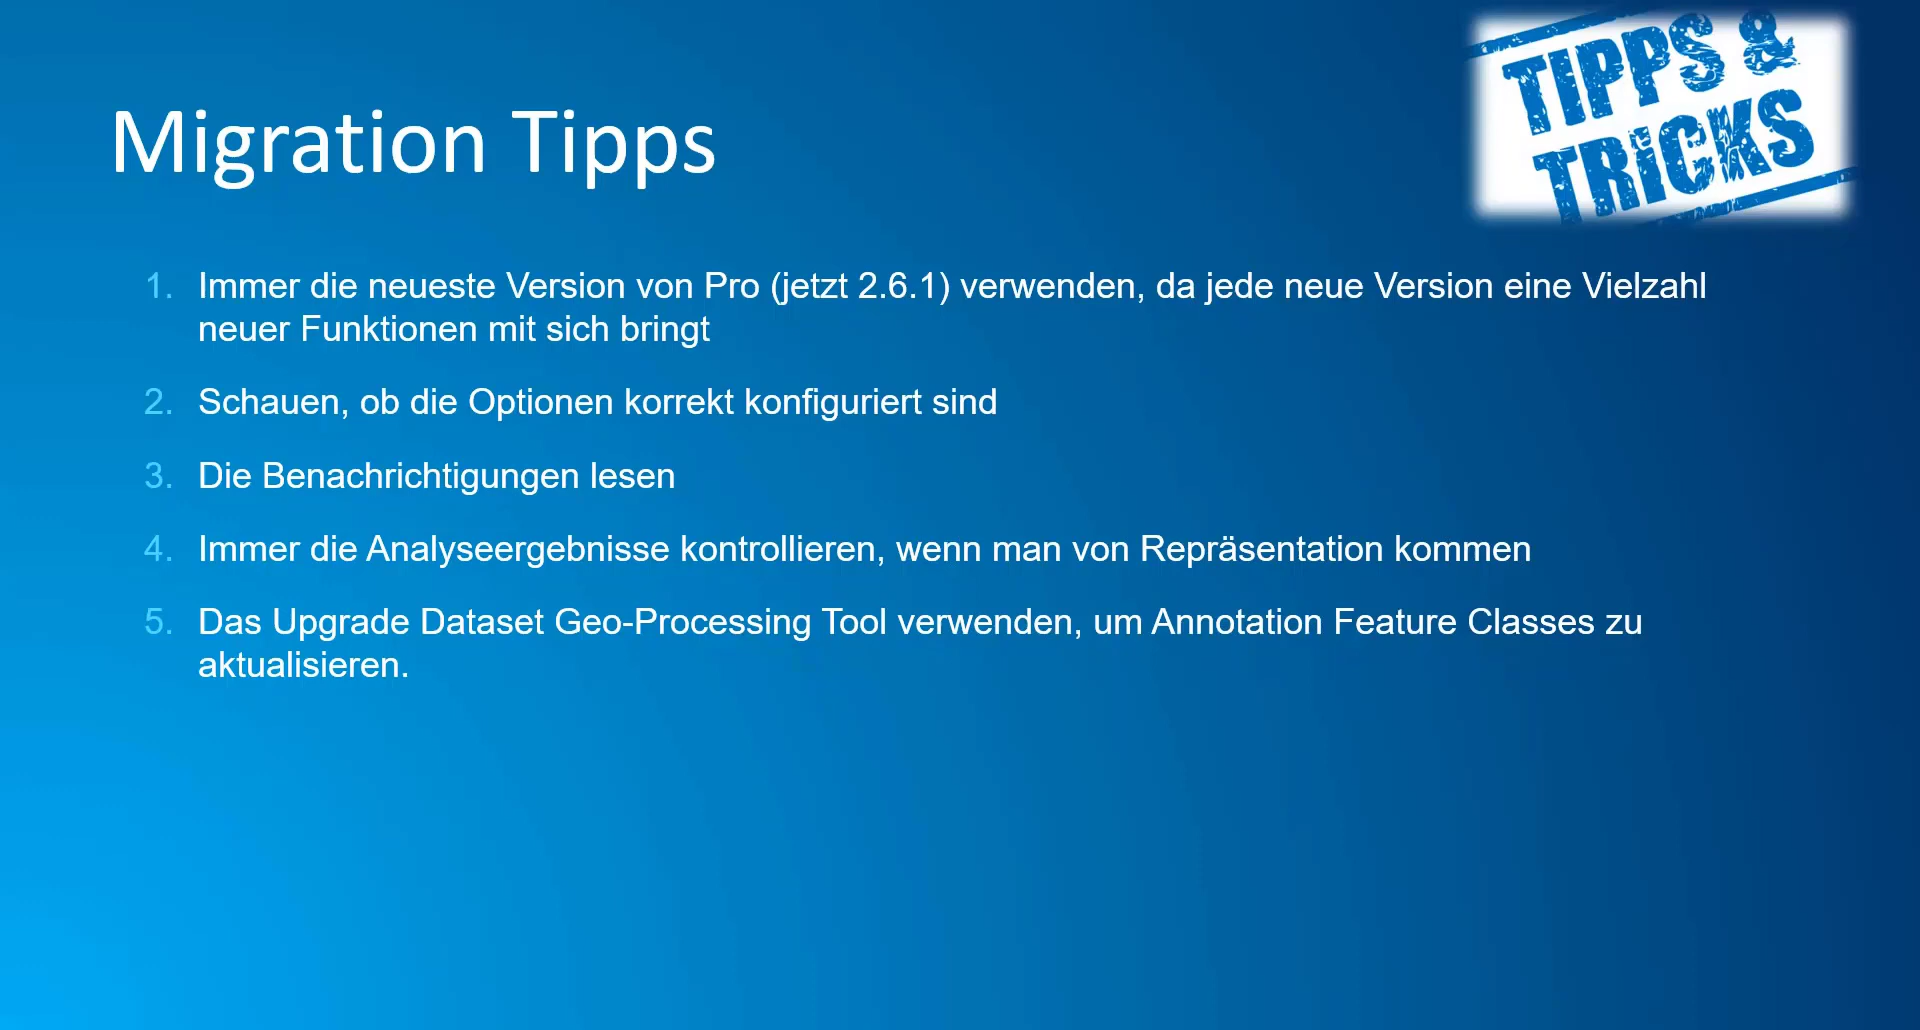 TIPPS &
TRICKS
Migration Tipps
1. Immer die neueste Version von Pro (jetzt 2.6.1) verwenden, da jede neue Version eine Vielzahl
neuer Funktionen mit sich bringt
2. Schauen, ob die Optionen korrekt konfiguriert sind
3. Die Benachrichtigungen lesen
4. Immer die Analyseergebnisse kontrollieren, wenn man von Repräsentation kommen
5. Das Upgrade Dataset Geo-Processing Tool verwenden, um Annotation Feature Classes zu
aktualisieren.